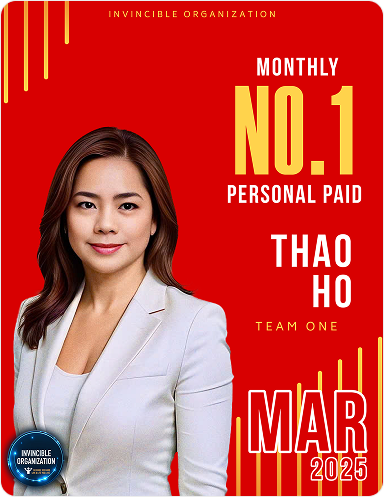 INVINCIBLE ORGANIZATION
MONTHLY
NO.1
PERSONAL PAID
THAO
HO
TEAM ONE
MAR
2025
INVINCIBLE
ORGANIZATION